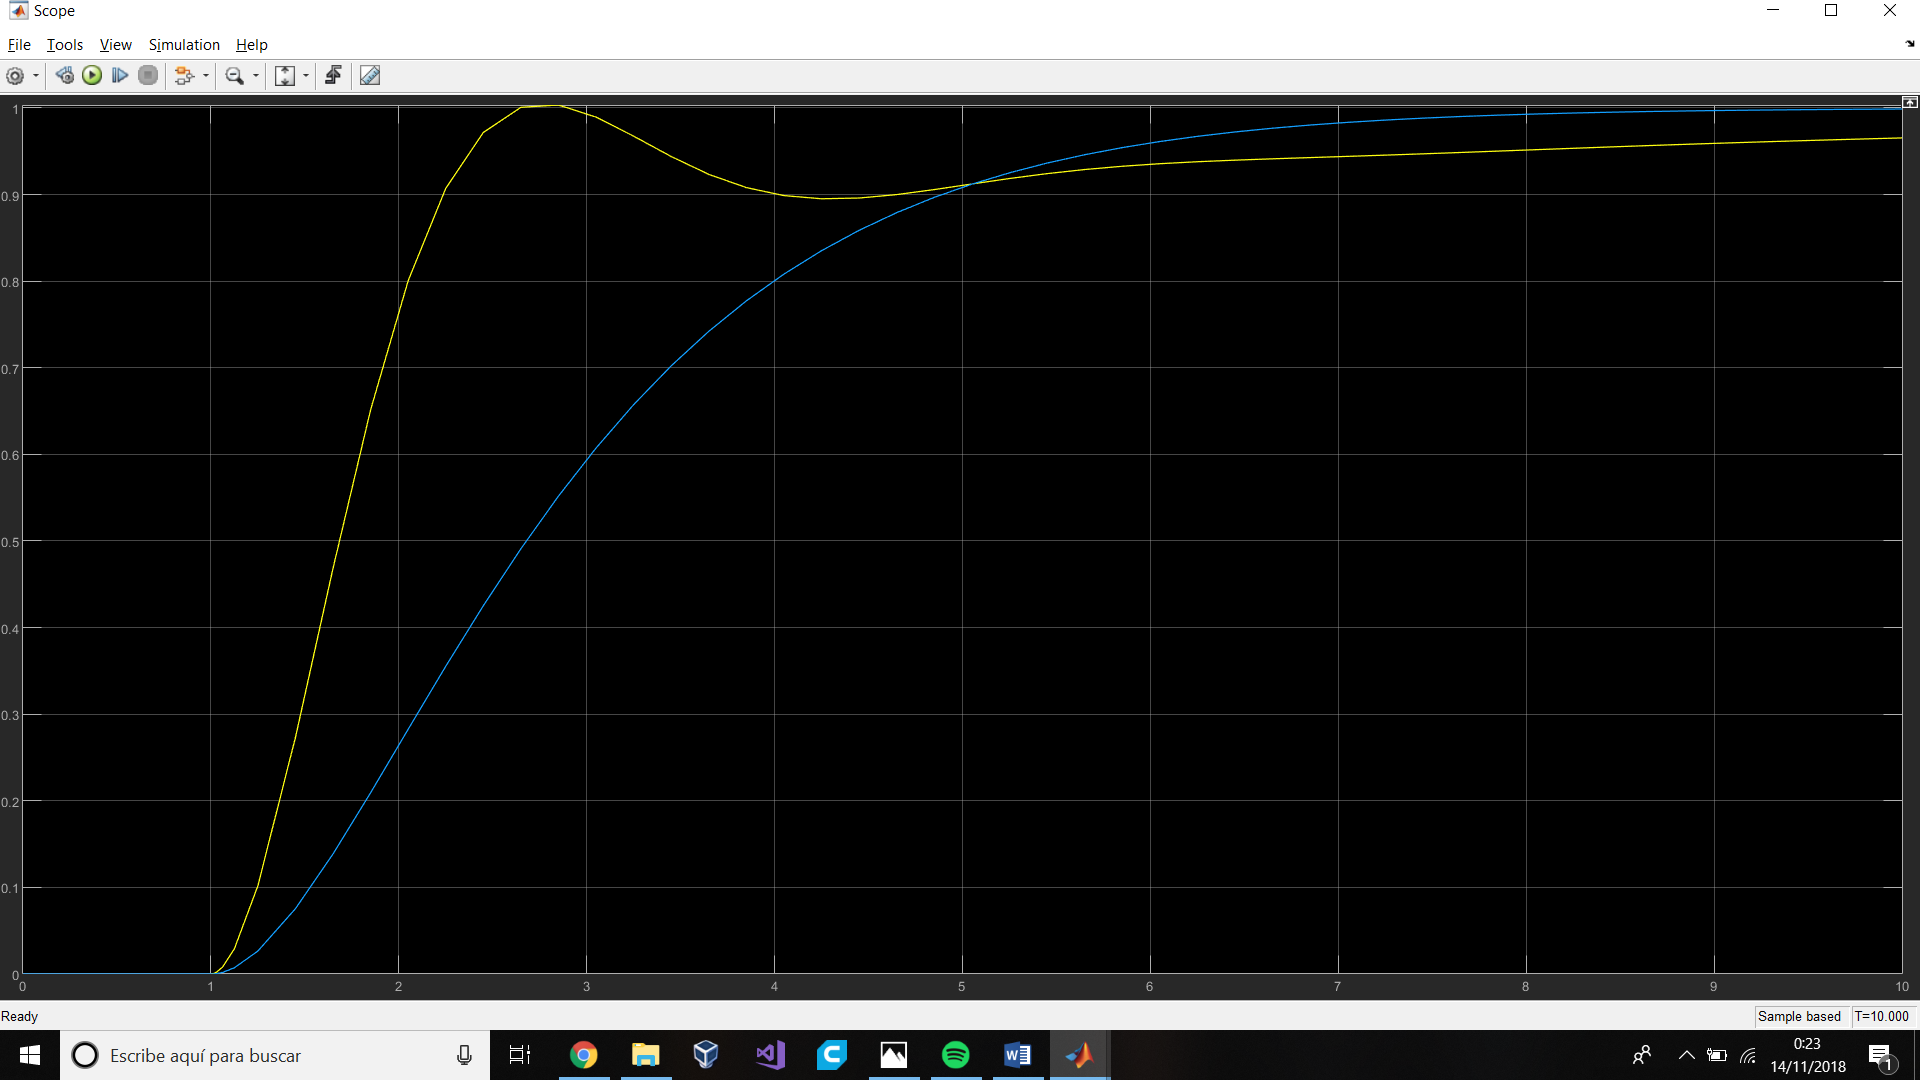 Scope
File Tools View Simulation Help
1
0.9
0.8
0.7
0.6
0.5
0.4
0.3
0.2
0.1
0
0 1 2 3 4 5 6 7 8 9 10
Ready Sample based T=10.000
Escribe aquí para buscar
0:23
14/11/2018
1